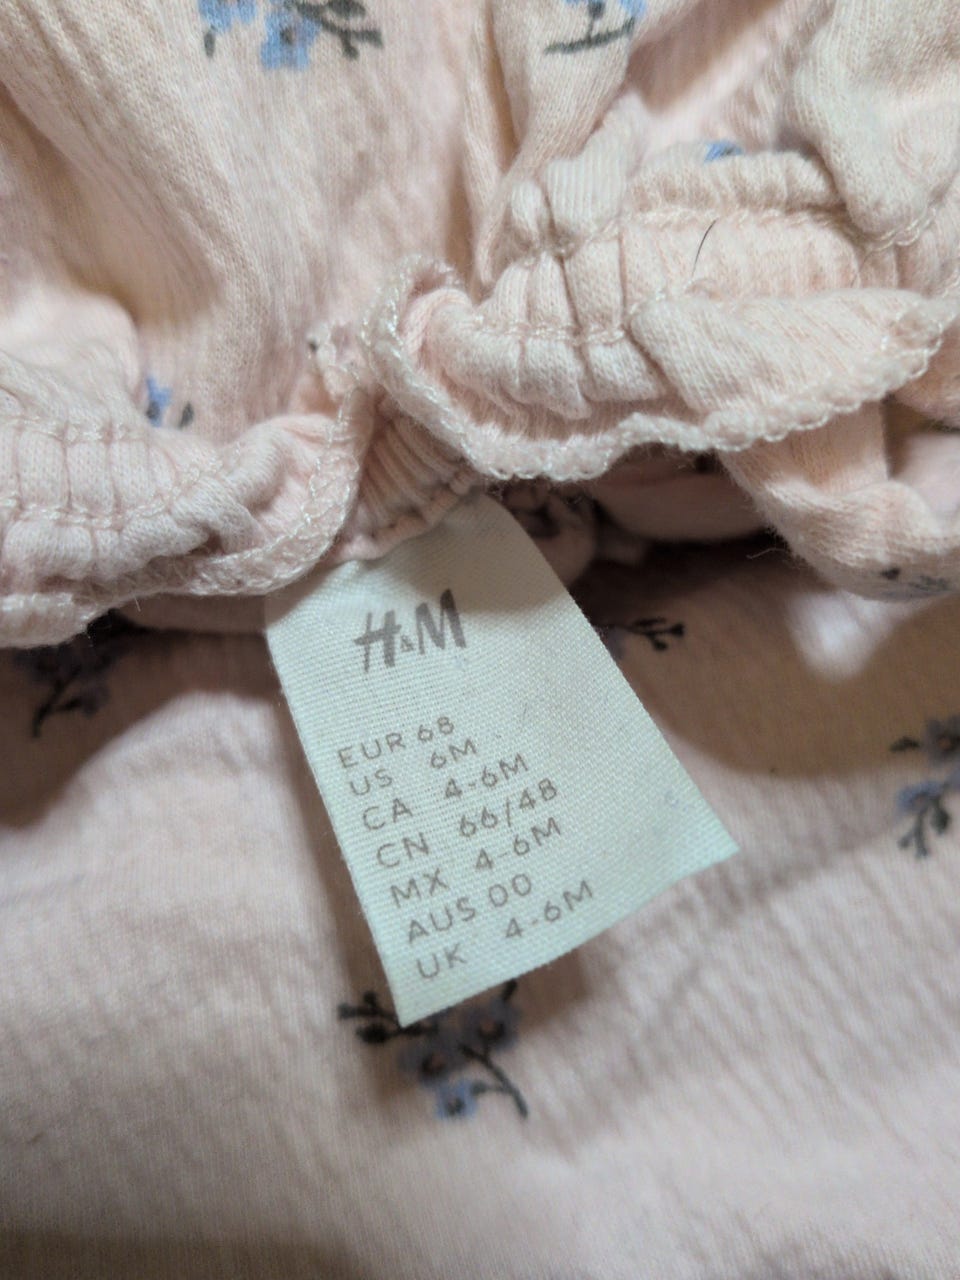 H&M
EUR 68
US 6M
CA 4-6M
CN 66/48
MX 4-6M
AUS 00
UK 4-6M